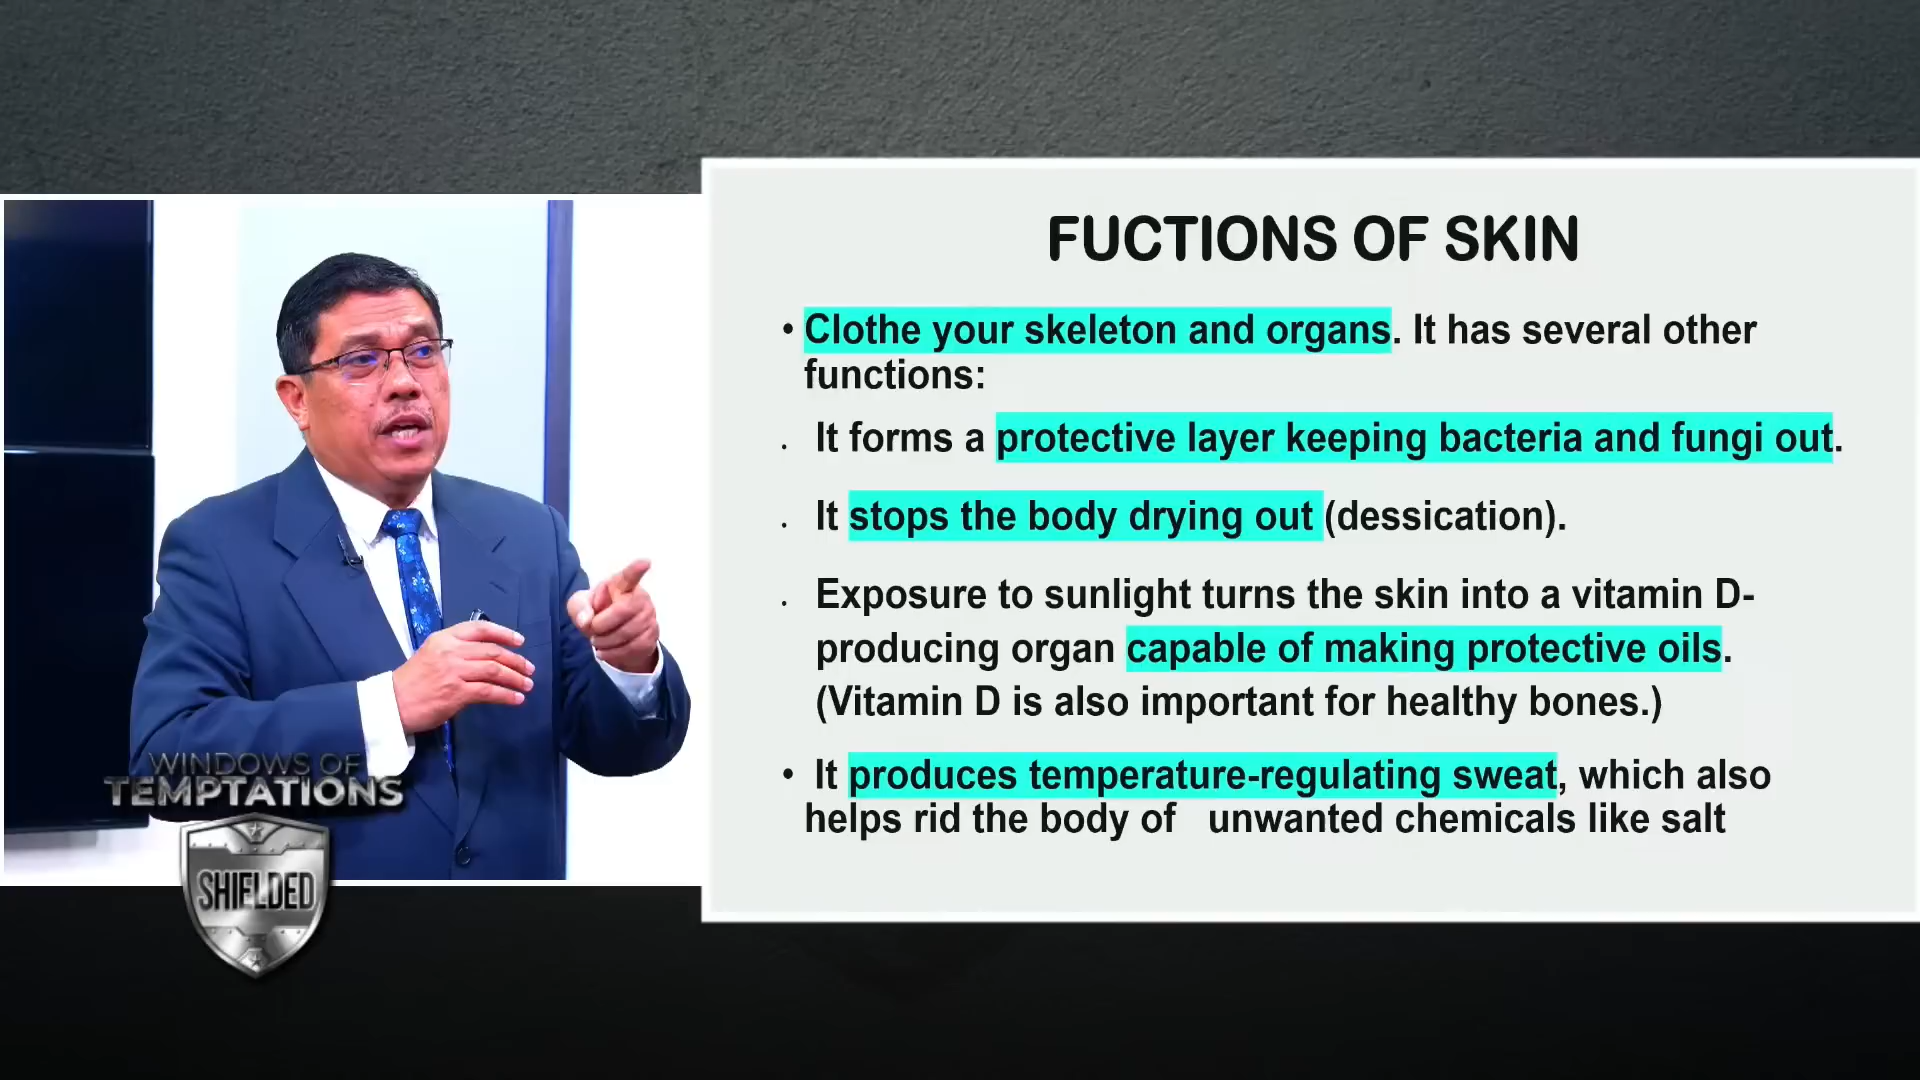 FUCTIONS OF SKIN
• Clothe your skeleton and organs. It has several other
functions:
. It forms a protective layer keeping bacteria and fungi out.
. It stops the body drying out (dessication).
. Exposure to sunlight turns the skin into a vitamin D-
producing organ capable of making protective oils.
(Vitamin D is also important for healthy bones.)
• It produces temperature-regulating sweat, which also
helps rid the body of unwanted chemicals like salt
WINDOWS OF
TEMPTATIONS
SHIELDED